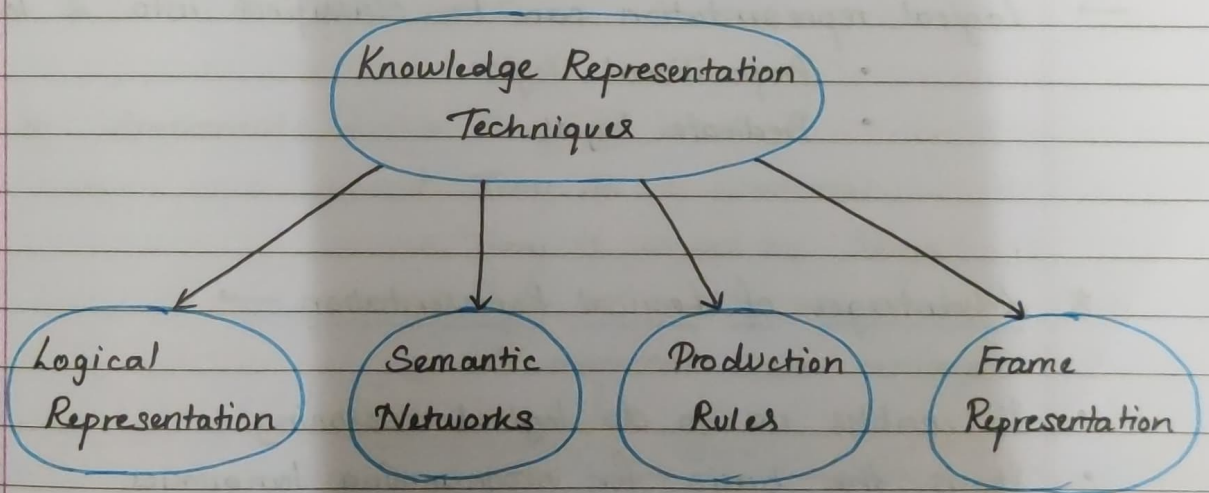 Knowledge Representation
Techniques
Logical
Representation
Semantic
Networks
Production
Rules
Frame
Representation